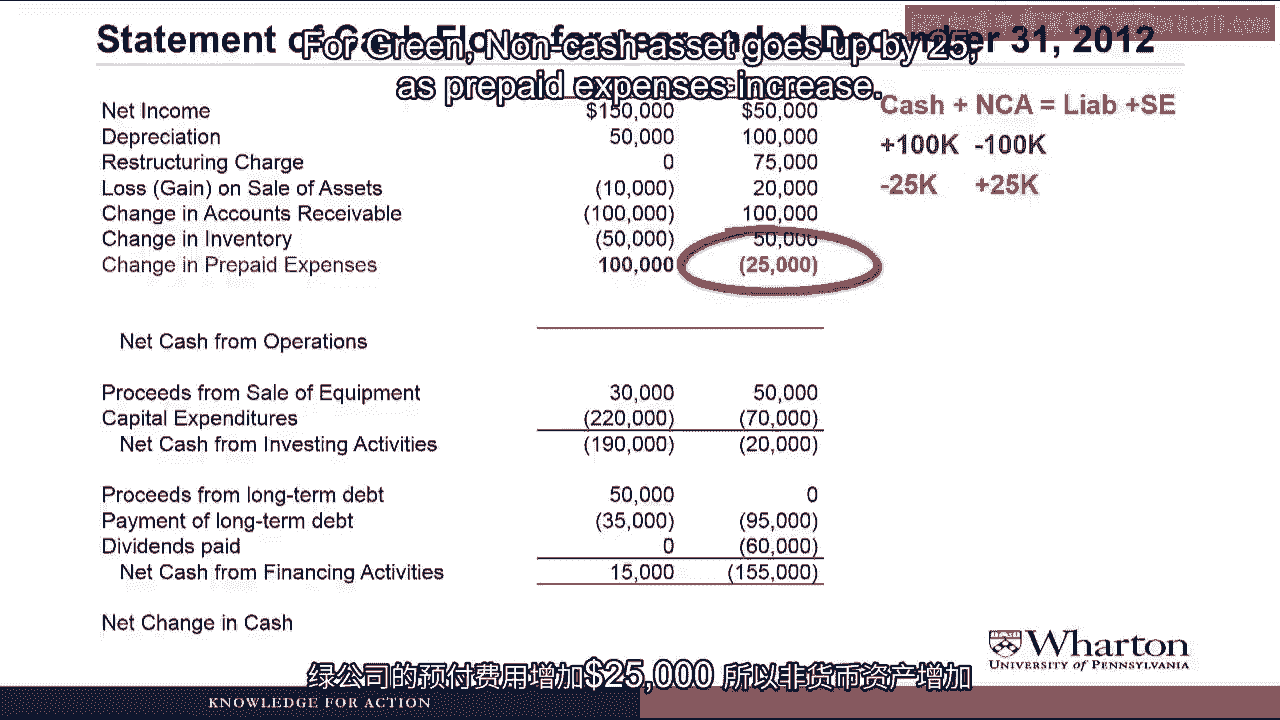 Statement of Cash Flows for year ended December 31, 2012
For Green, Non-cash asset goes up by 25,
as prepaid expenses increase.
Cash + NCA = Liab +SE
+100K -100K
-25K +25K
Net Income $150,000 $50,000
Depreciation 50,000 100,000
Restructuring Charge 0 75,000
Loss (Gain) on Sale of Assets (10,000) 20,000
Change in Accounts Receivable (100,000) 100,000
Change in Inventory (50,000) 50,000
Change in Prepaid Expenses 100,000 (25,000)
Net Cash from Operations
Proceeds from Sale of Equipment 30,000 50,000
Capital Expenditures (220,000) (70,000)
Net Cash from Investing Activities (190,000) (20,000)
Proceeds from long-term debt 50,000 0
Payment of long-term debt (35,000) (95,000)
Dividends paid 0 (60,000)
Net Cash from Financing Activities 15,000 (155,000)
Net Change in Cash
Wharton
UNIVERSITY of PENNSYLVANIA
绿公司的预付费用增加$25,000 所以非货币资产增加
KNOWLEDGE FOR ACTION